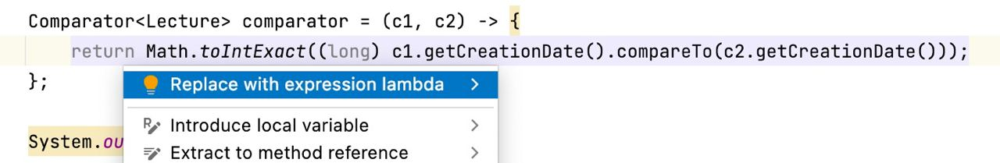 Comparator<Lecture> comparator = (c1, c2) -> {
return Math.toIntExact((long) c1.getCreationDate().compareTo(c2.getCreationDate()));
};
Replace with expression lambda
Introduce local variable
System.ou
Extract to method reference